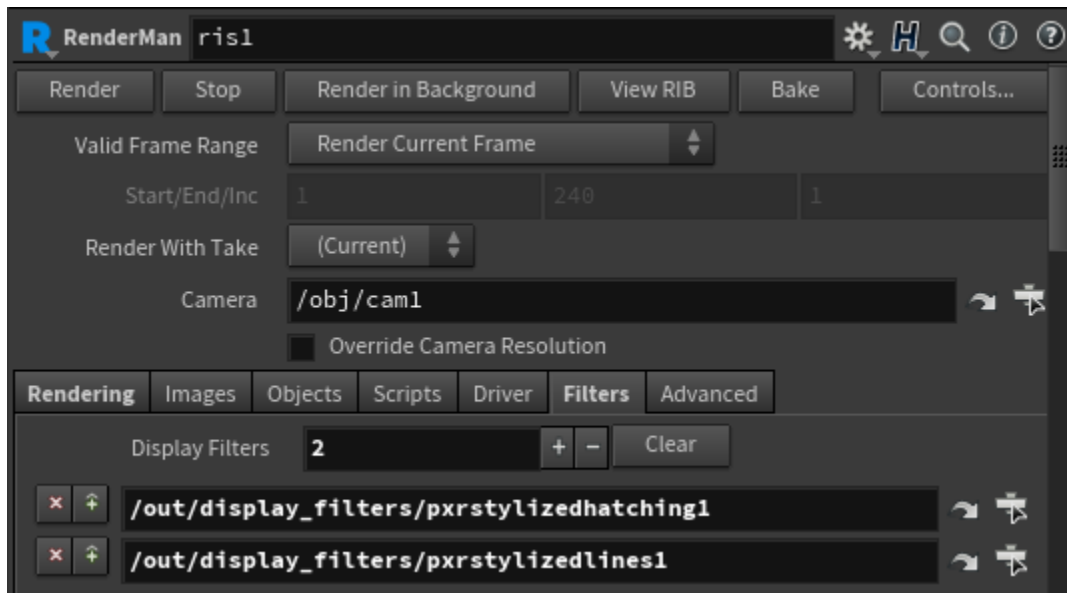 RenderMan ris1
Render Stop Render in Background View RIB Bake Controls...
Valid Frame Range Render Current Frame
Start/End/Inc 1 240 1
Render With Take (Current)
Camera /obj/cam1
Override Camera Resolution
Rendering Images Objects Scripts Driver Filters Advanced
Display Filters 2 + - Clear
/out/display_filters/pxrstylizedhatching1
/out/display_filters/pxrstylizedlines1